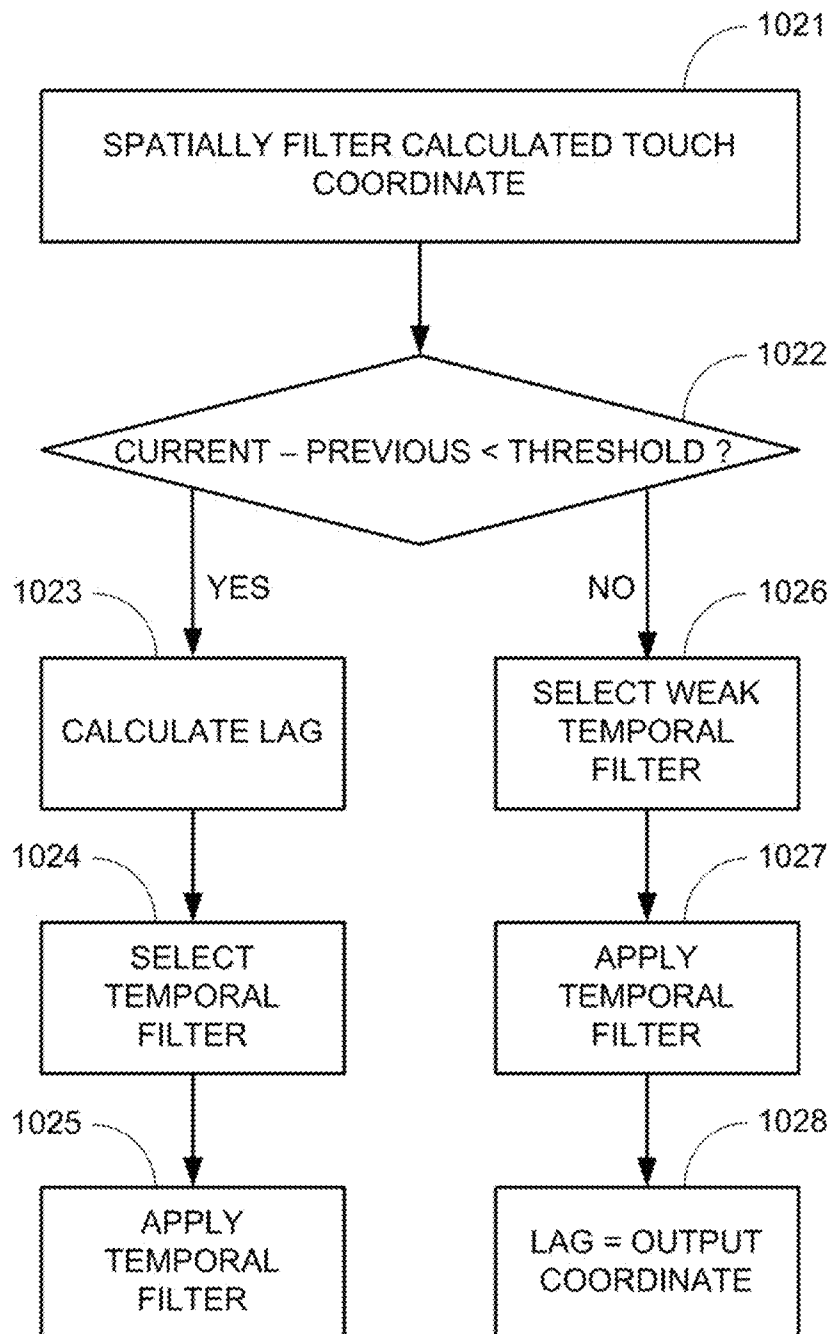 1021
SPATIALLY FILTER CALCULATED TOUCH
COORDINATE
1022
CURRENT – PREVIOUS < THRESHOLD ?
YES
NO
1023
CALCULATE LAG
1026
SELECT WEAK
TEMPORAL
FILTER
1024
SELECT
TEMPORAL
FILTER
1027
APPLY
TEMPORAL
FILTER
1025
APPLY
TEMPORAL
FILTER
1028
LAG = OUTPUT
COORDINATE